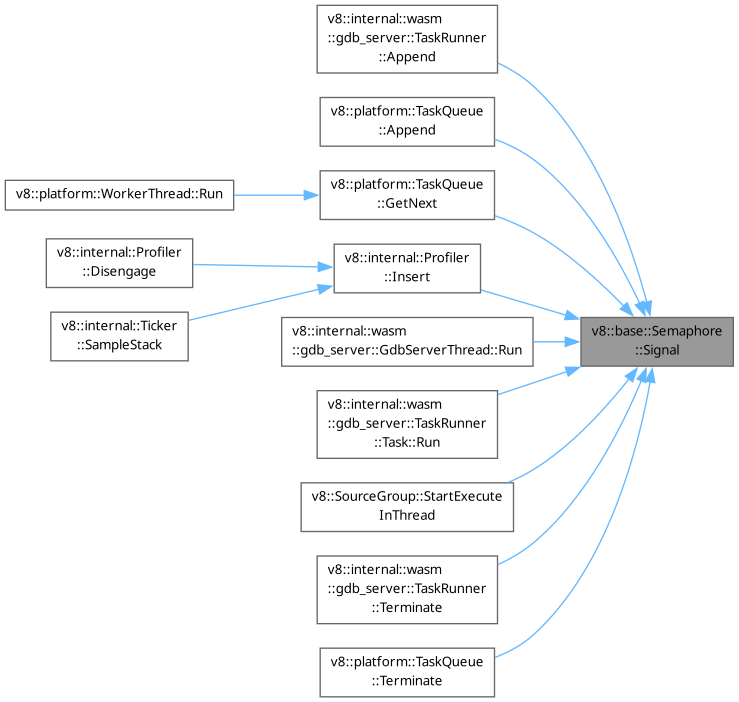 v8::internal::wasm
::gdb_server::TaskRunner
::Append
v8::platform::TaskQueue
::Append
v8::platform::WorkerThread::Run
v8::platform::TaskQueue
::GetNext
v8::internal::Profiler
::Disengage
v8::internal::Profiler
::Insert
v8::internal::Ticker
::SampleStack
v8::internal::wasm
::gdb_server::GdbServerThread::Run
v8::base::Semaphore
::Signal
v8::internal::wasm
::gdb_server::TaskRunner
::Task::Run
v8::SourceGroup::StartExecute
InThread
v8::internal::wasm
::gdb_server::TaskRunner
::Terminate
v8::platform::TaskQueue
::Terminate